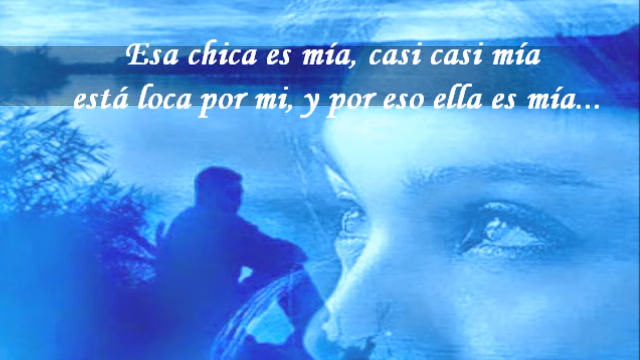 Esa chica es mía, casi casi mía
está loca por mi, y por eso ella es mía...